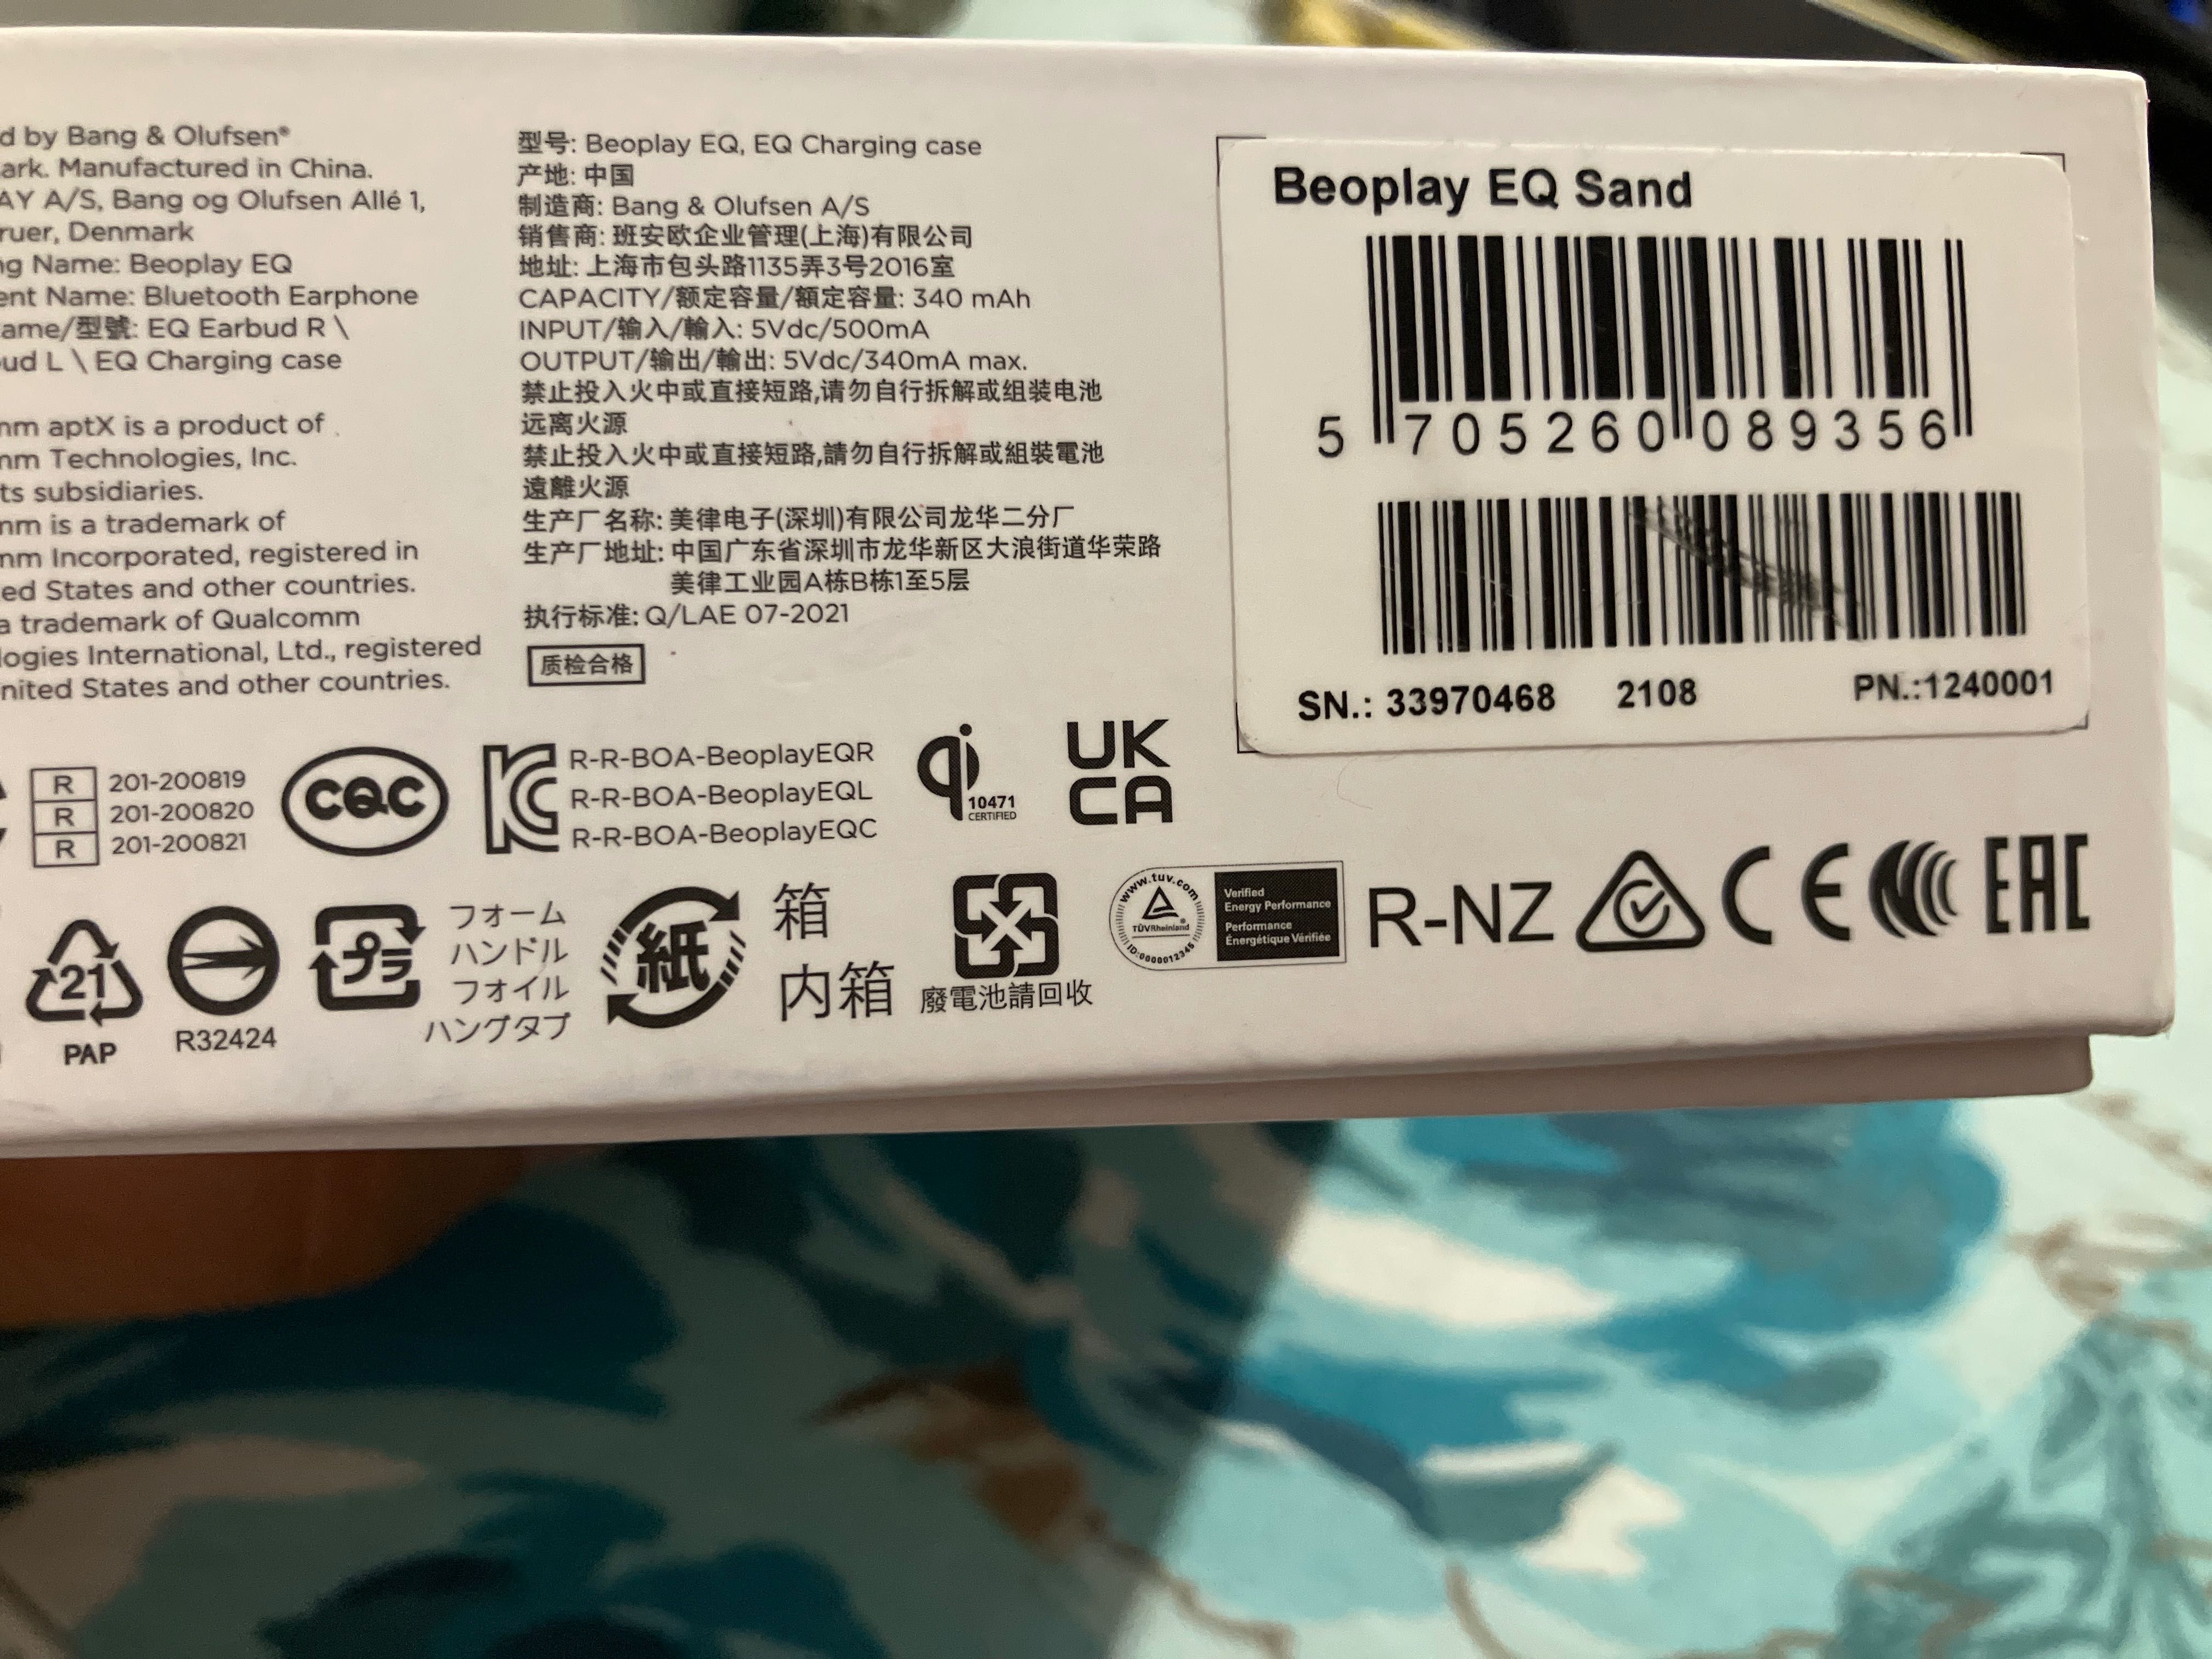 d by Bang & Olufsen®
ark. Manufactured in China.
AY A/S, Bang og Olufsen Allé 1,
ruer, Denmark
ng Name: Beoplay EQ
ent Name: Bluetooth Earphone
ame/型號: EQ Earbud R \
oud L \ EQ Charging case
mm aptX is a product of
mm Technologies, Inc.
ts subsidiaries.
mm is a trademark of
mm Incorporated, registered in
ed States and other countries.
a trademark of Qualcomm
logies International, Ltd., registered
nited States and other countries.
型号: Beoplay EQ, EQ Charging case
产地: 中国
制造商: Bang & Olufsen A/S
销售商: 班安欧企业管理(上海)有限公司
地址: 上海市包头路1135弄3号2016室
CAPACITY/额定容量/額定容量: 340 mAh
INPUT/输入/輸入: 5Vdc/500mA
OUTPUT/输出/輸出: 5Vdc/340mA max.
禁止投入火中或直接短路,请勿自行拆解或组装电池
远离火源
禁止投入火中或直接短路,請勿自行拆解或組裝電池
遠離火源
生产厂名称: 美律电子(深圳)有限公司龙华二分厂
生产厂地址: 中国广东省深圳市龙华新区大浪街道华荣路
美律工业园A栋B栋1至5层
执行标准: Q/LAE 07-2021
质检合格
Beoplay EQ Sand
5 705260 089356
SN.: 33970468 2108 PN.:1240001
R 201-200819
R 201-200820
R 201-200821
CQC
R-R-BOA-BeoplayEQR
R-R-BOA-BeoplayEQL
R-R-BOA-BeoplayEQC
qi
10471
CERTIFIED
UK
CA
21
PAP
R32424
プラ
フォーム
ハンドル
フォイル
ハングタブ
紙
箱
内箱
廢電池請回收
www.tuv.com
TÜVRheinland
ID:0000012345
Verified
Energy Performance
Performance
Énergétique Vérifiée
R-NZ
CE
EAC